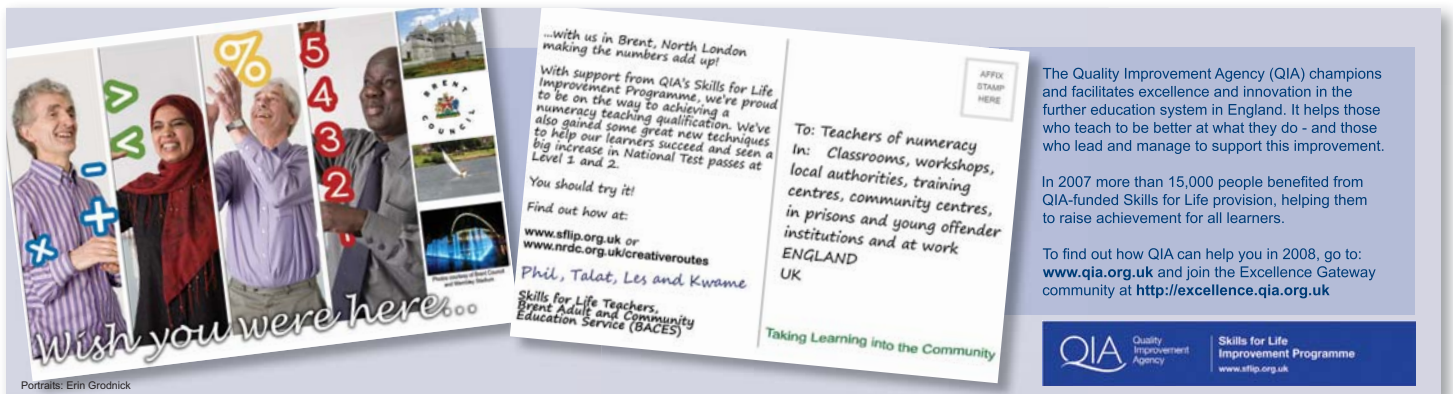 > <
- + ×
%
5 4 3 2 1
BRENT COUNCIL
Photos courtesy of Brent Council
and Wembley Stadium
Wish you were here...
Portraits: Erin Grodnick
...with us in Brent, North London
making the numbers add up!
With support from QIA's Skills for Life
Improvement Programme, we're proud
to be on the way to achieving a
numeracy teaching qualification. We've
also gained some great new techniques
to help our learners succeed and seen a
big increase in National Test passes at
Level 1 and 2.
You should try it!
Find out how at:
www.sflip.org.uk or
www.nrdc.org.uk/creativeroutes
Phil, Talat, Les and Kwame
Skills for Life Teachers,
Brent Adult and Community
Education Service (BACES)
AFFIX
STAMP
HERE
To: Teachers of numeracy
In: Classrooms, workshops,
local authorities, training
centres, community centres,
in prisons and young offender
institutions and at work
ENGLAND
UK
Taking Learning into the Community
The Quality Improvement Agency (QIA) champions
and facilitates excellence and innovation in the
further education system in England. It helps those
who teach to be better at what they do - and those
who lead and manage to support this improvement.
In 2007 more than 15,000 people benefited from
QIA-funded Skills for Life provision, helping them
to raise achievement for all learners.
To find out how QIA can help you in 2008, go to:
www.qia.org.uk and join the Excellence Gateway
community at http://excellence.qia.org.uk
QIA
Quality
Improvement
Agency
Skills for Life
Improvement Programme
www.sflip.org.uk